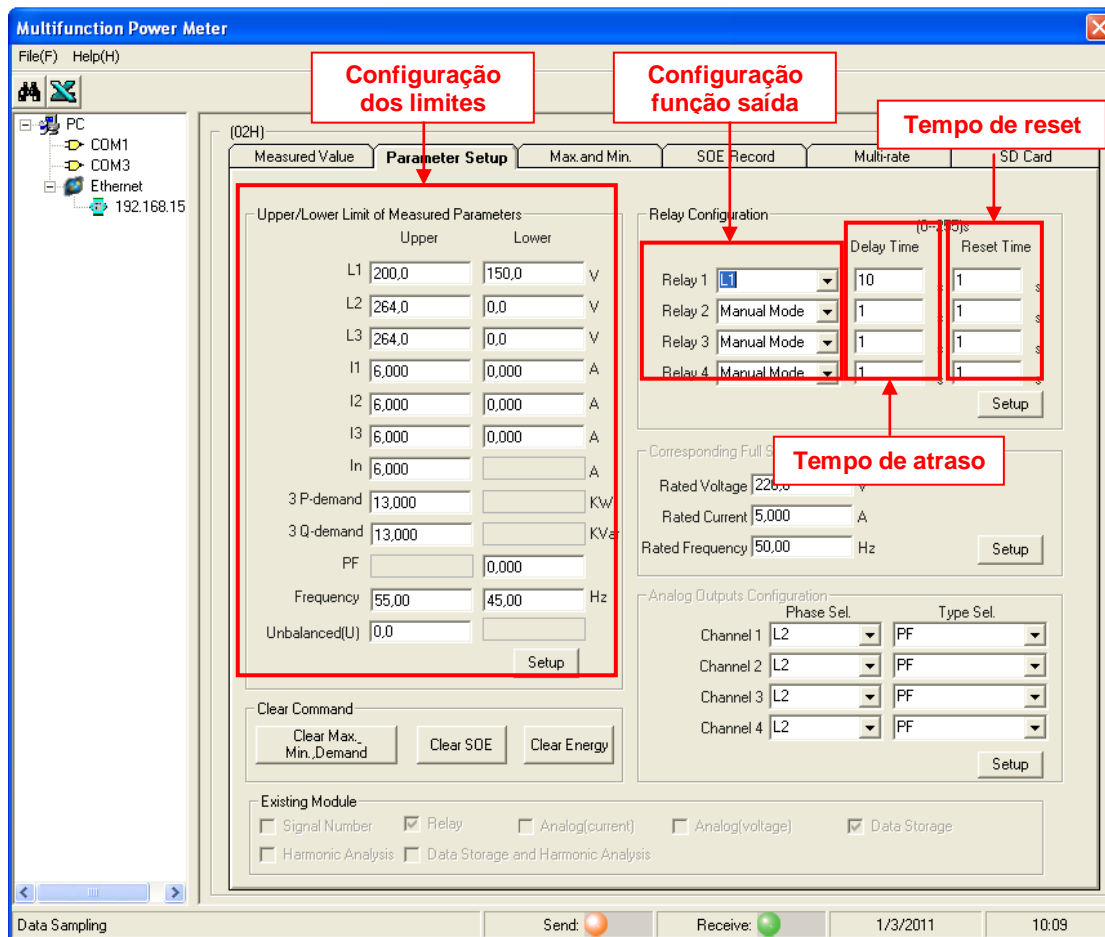 Multifunction Power Meter
File(F) Help(H)
Configuração
dos limites
Configuração
função saída
Tempo de reset
PC
COM1
COM3
Ethernet
192.168.15
(02H)
Measured Value
Parameter Setup
Max.and Min.
SOE Record
Multi-rate
SD Card
Upper/Lower Limit of Measured Parameters
Upper Lower
L1 200,0 150,0 V
L2 264,0 0,0 V
L3 264,0 0,0 V
I1 6,000 0,000 A
I2 6,000 0,000 A
I3 6,000 0,000 A
In 6,000 A
3 P-demand 13,000 KW
3 Q-demand 13,000 KVar
PF 0,000
Frequency 55,00 45,00 Hz
Unbalanced(U) 0,0
Setup
Relay Configuration
(0--255)s
Delay Time Reset Time
Relay 1 L1 10 s 1 s
Relay 2 Manual Mode 1 s 1 s
Relay 3 Manual Mode 1 s 1 s
Relay 4 Manual Mode 1 s 1 s
Setup
Tempo de atraso
Corresponding Full
Rated Voltage V
Rated Current 5,000 A
Rated Frequency 50,00 Hz
Setup
Analog Outputs Configuration
Phase Sel. Type Sel.
Channel 1 L2 PF
Channel 2 L2 PF
Channel 3 L2 PF
Channel 4 L2 PF
Setup
Clear Command
Clear Max._
Min.,Demand
Clear SOE
Clear Energy
Existing Module
Signal Number Relay Analog(current) Analog(voltage) Data Storage
Harmonic Analysis Data Storage and Harmonic Analysis
Data Sampling Send: Receive: 1/3/2011 10:09